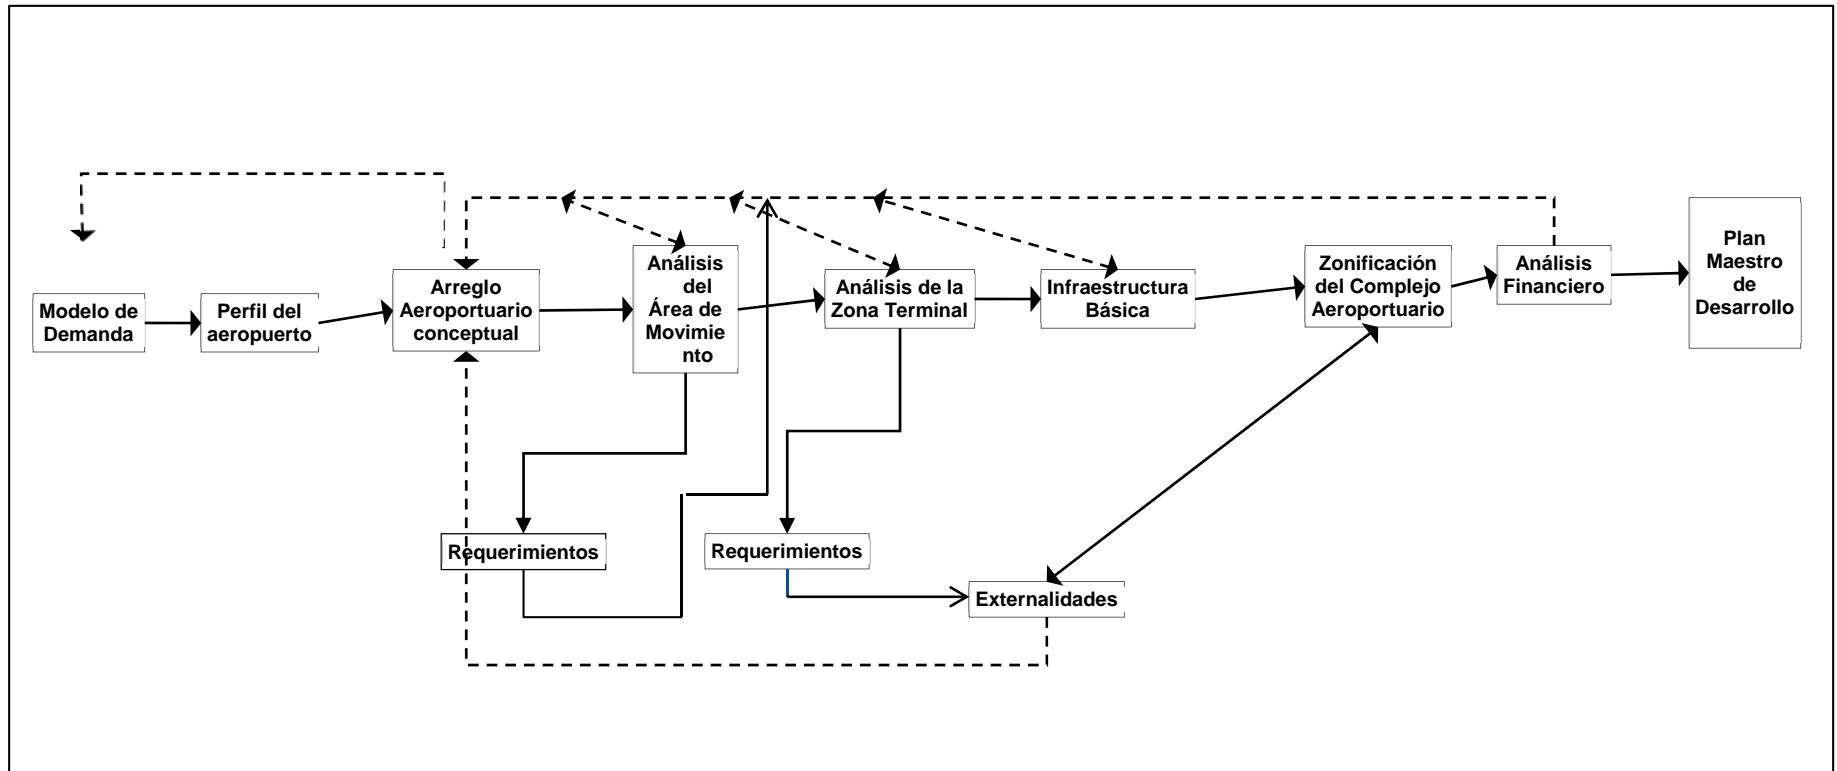 Modelo de
Demanda
Perfil del
aeropuerto
Arreglo
Aeroportuario
conceptual
Análisis
del
Área de
Movimie
nto
Análisis de la
Zona Terminal
Infraestructura
Básica
Zonificación
del Complejo
Aeroportuario
Análisis
Financiero
Plan
Maestro
de
Desarrollo
Requerimientos
Requerimientos
Externalidades